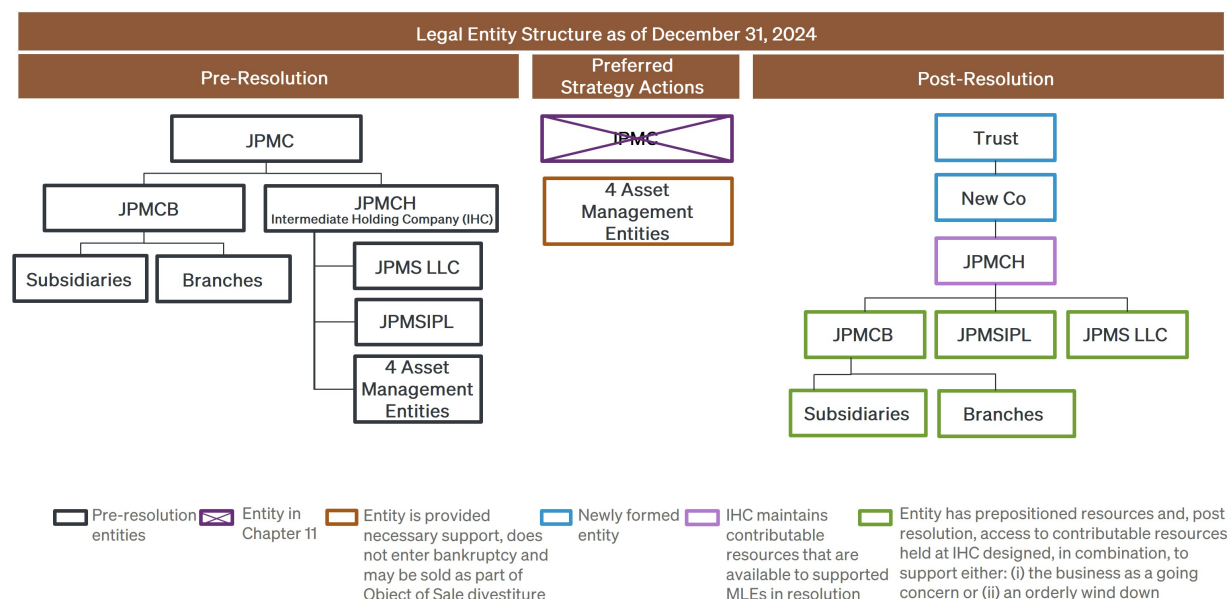 Legal Entity Structure as of December 31, 2024
Pre-Resolution
Preferred
Strategy Actions
Post-Resolution
JPMC
JPMCB
JPMCH
Intermediate Holding Company (IHC)
Subsidiaries
Branches
JPMS LLC
JPMSIPL
4 Asset
Management
Entities
JPMC
4 Asset
Management
Entities
Trust
New Co
JPMCH
JPMCB
JPMSIPL
JPMS LLC
Subsidiaries
Branches
Pre-resolution
entities
Entity in
Chapter 11
Entity is provided
necessary support, does
not enter bankruptcy and
may be sold as part of
Object of Sale divestiture
Newly formed
entity
IHC maintains
contributable
resources that are
available to supported
MLEs in resolution
Entity has prepositioned resources and, post
resolution, access to contributable resources
held at IHC designed, in combination, to
support either: (i) the business as a going
concern or (ii) an orderly wind down